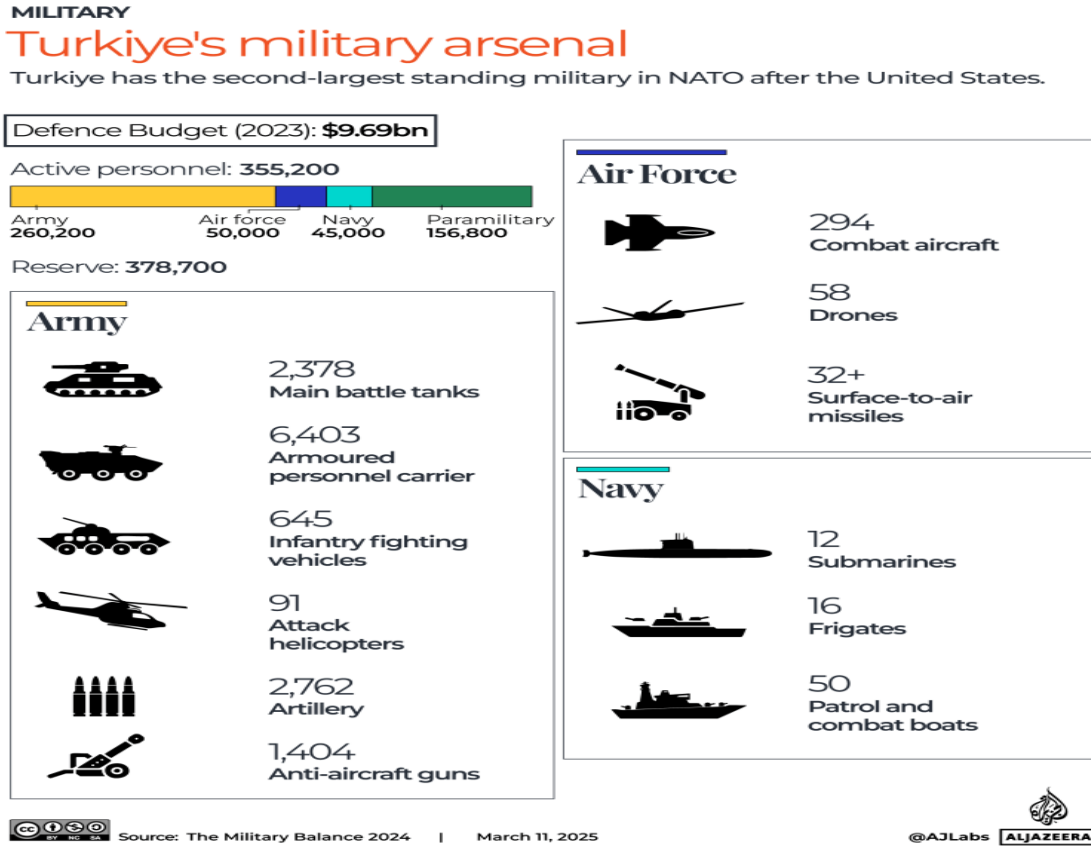 MILITARY
Turkiye's military arsenal
Turkiye has the second-largest standing military in NATO after the United States.
Defence Budget (2023): $9.69bn
Active personnel: 355,200
Army
260,200
Air force
50,000
Navy
45,000
Paramilitary
156,800
Reserve: 378,700
Army
2,378
Main battle tanks
6,403
Armoured
personnel carrier
645
Infantry fighting
vehicles
91
Attack
helicopters
2,762
Artillery
1,404
Anti-aircraft guns
Air Force
294
Combat aircraft
58
Drones
32+
Surface-to-air
missiles
Navy
12
Submarines
16
Frigates
50
Patrol and
combat boats
cc BY NC SA
Source: The Military Balance 2024 | March 11, 2025
@AJLabs ALJAZEERA